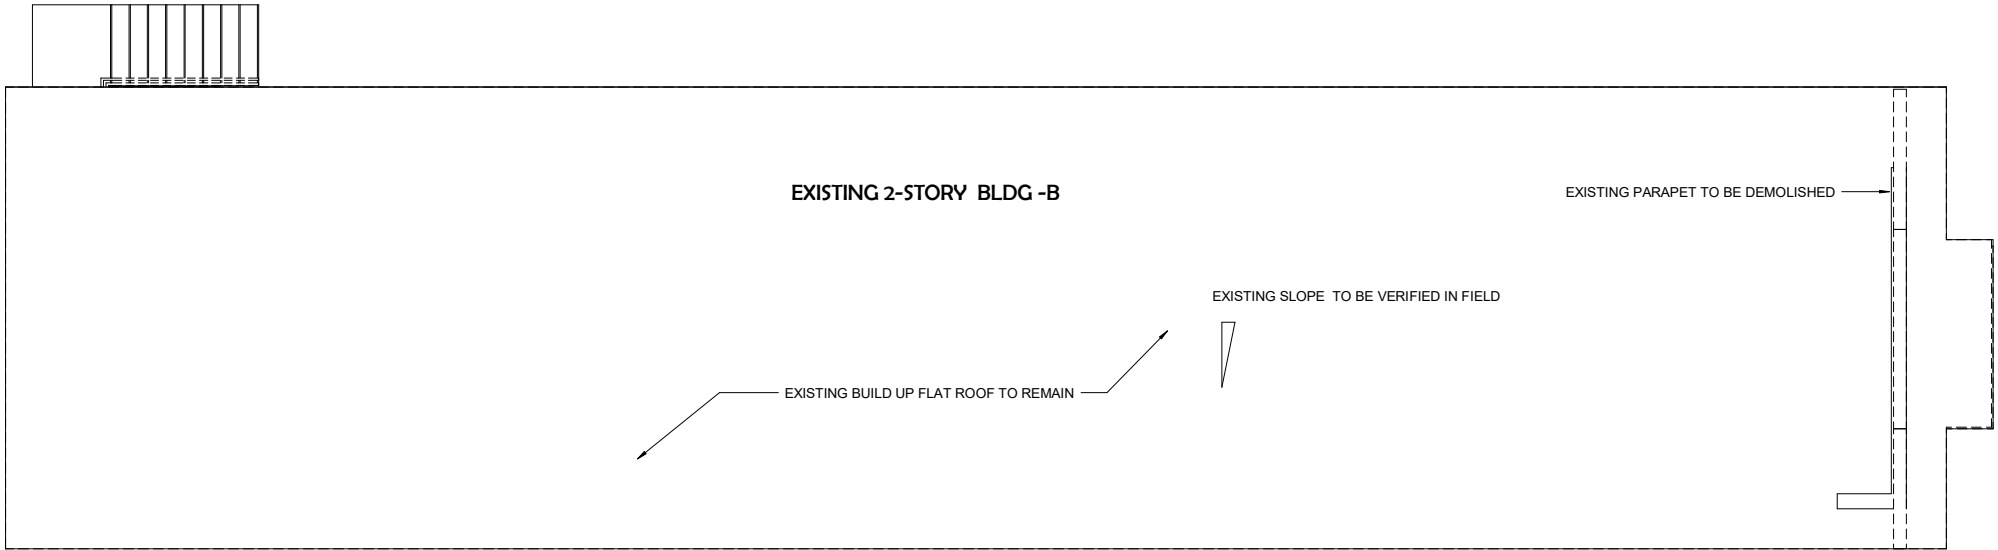 EXISTING 2-STORY BLDG -B
EXISTING PARAPET TO BE DEMOLISHED
EXISTING SLOPE TO BE VERIFIED IN FIELD
EXISTING BUILD UP FLAT ROOF TO REMAIN